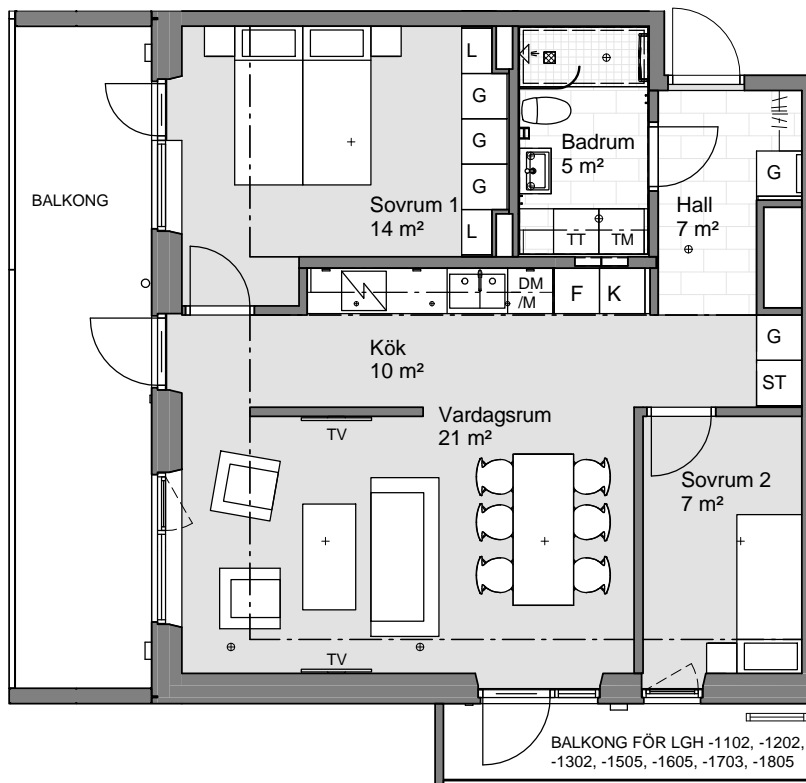 L
G
G
G
L
Sovrum 1
14 m²
Badrum
5 m²
TT
TM
Hall
7 m²
G
BALKONG
DM
/M
F
K
Kök
10 m²
G
ST
TV
Vardagsrum
21 m²
Sovrum 2
7 m²
TV
BALKONG FÖR LGH -1102, -1202,
-1302, -1505, -1605, -1703, -1805